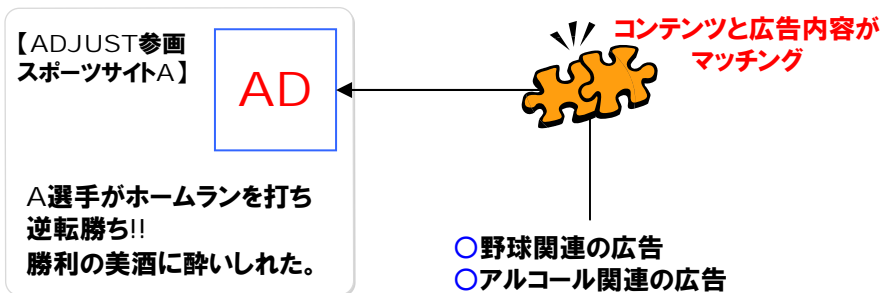 【ADJUST参画
スポーツサイトA】
AD
コンテンツと広告内容が
マッチング
A選手がホームランを打ち
逆転勝ち!!
勝利の美酒に酔いしれた。
○野球関連の広告
○アルコール関連の広告